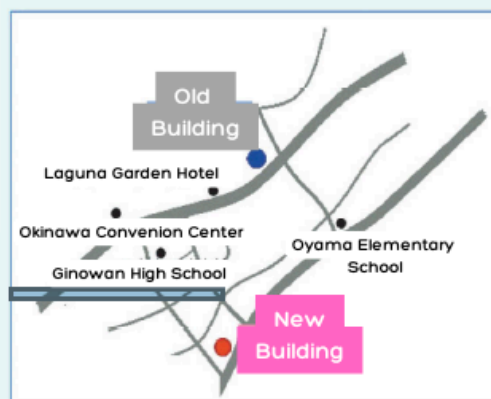 Old
Building
Laguna Garden Hotel
Okinawa Convenion Center
Oyama Elementary
School
Ginowan High School
New
Building